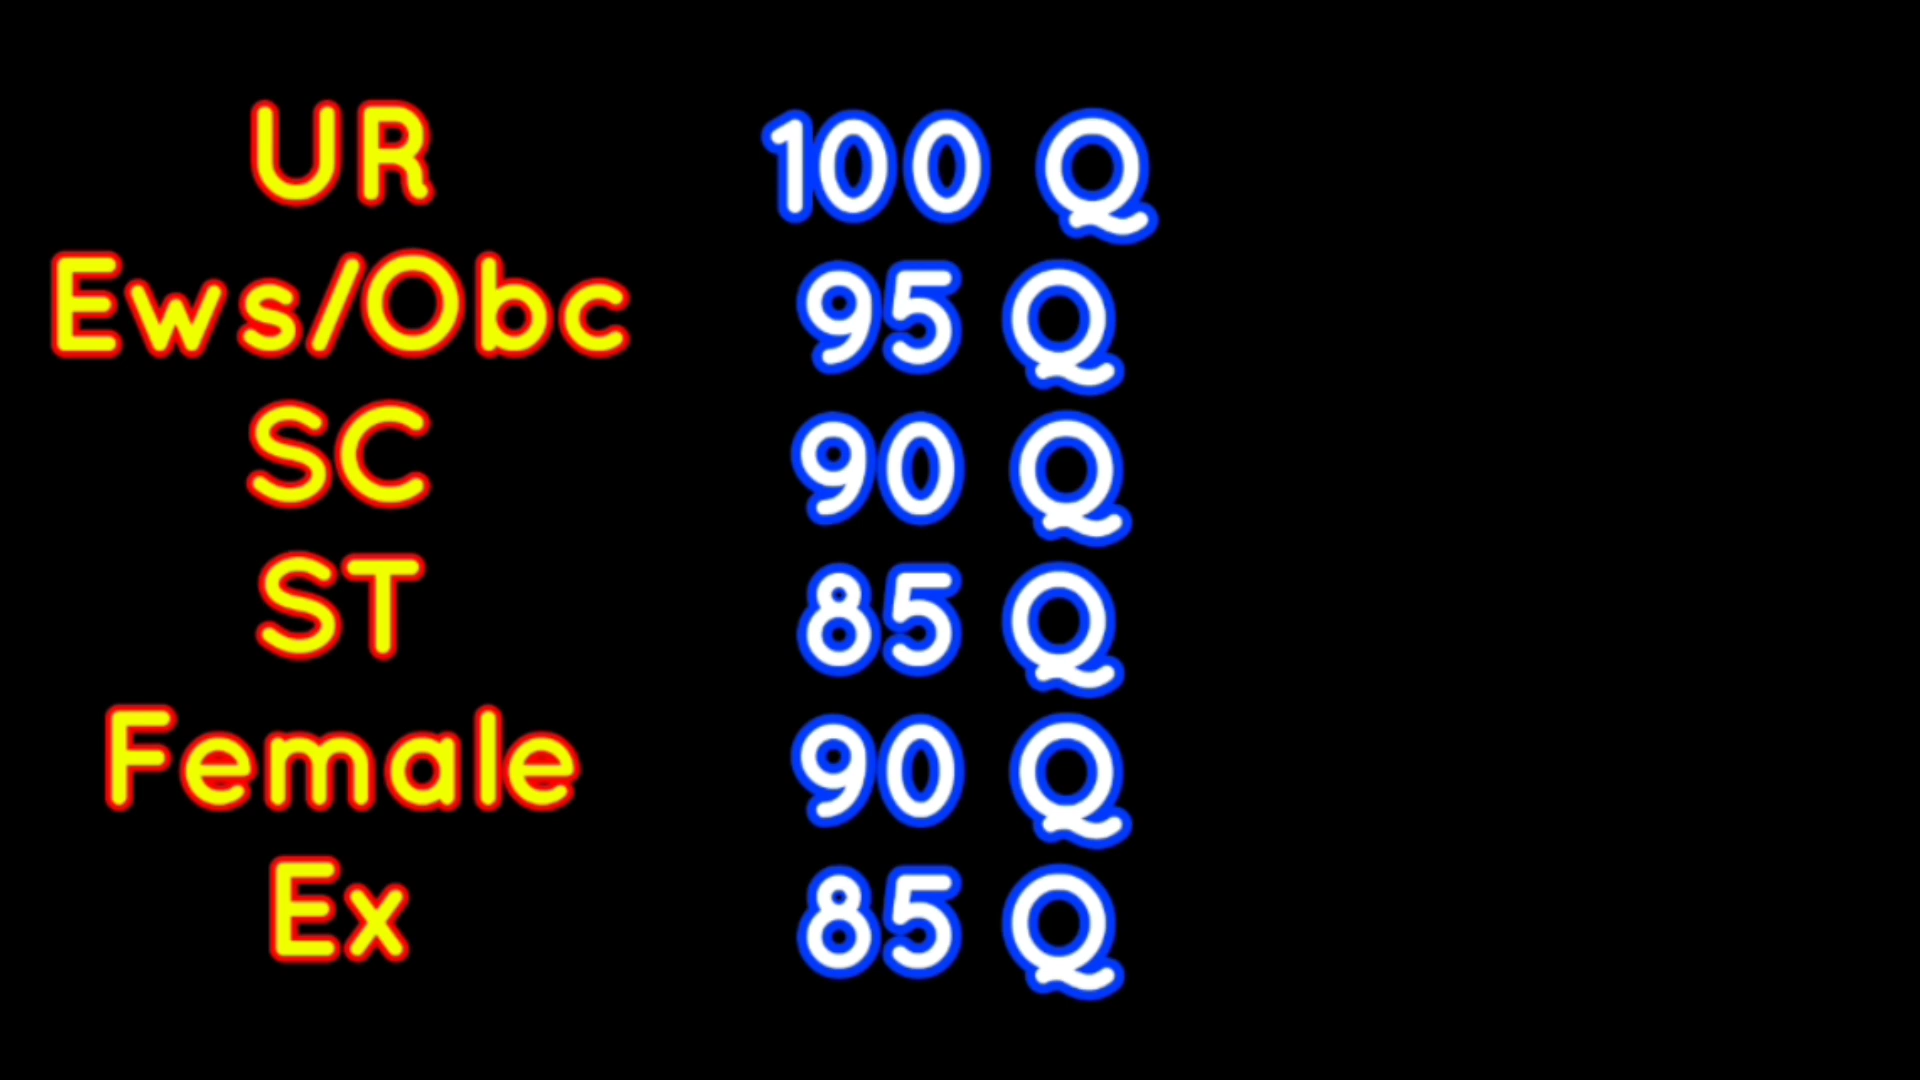 UR 100 Q
Ews/Obc 95 Q
SC 90 Q
ST 85 Q
Female 90 Q
Ex 85 Q